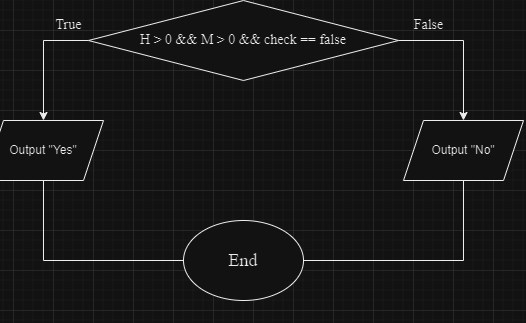 True
False
H > 0 && M > 0 && check == false
Output "Yes"
Output "No"
End